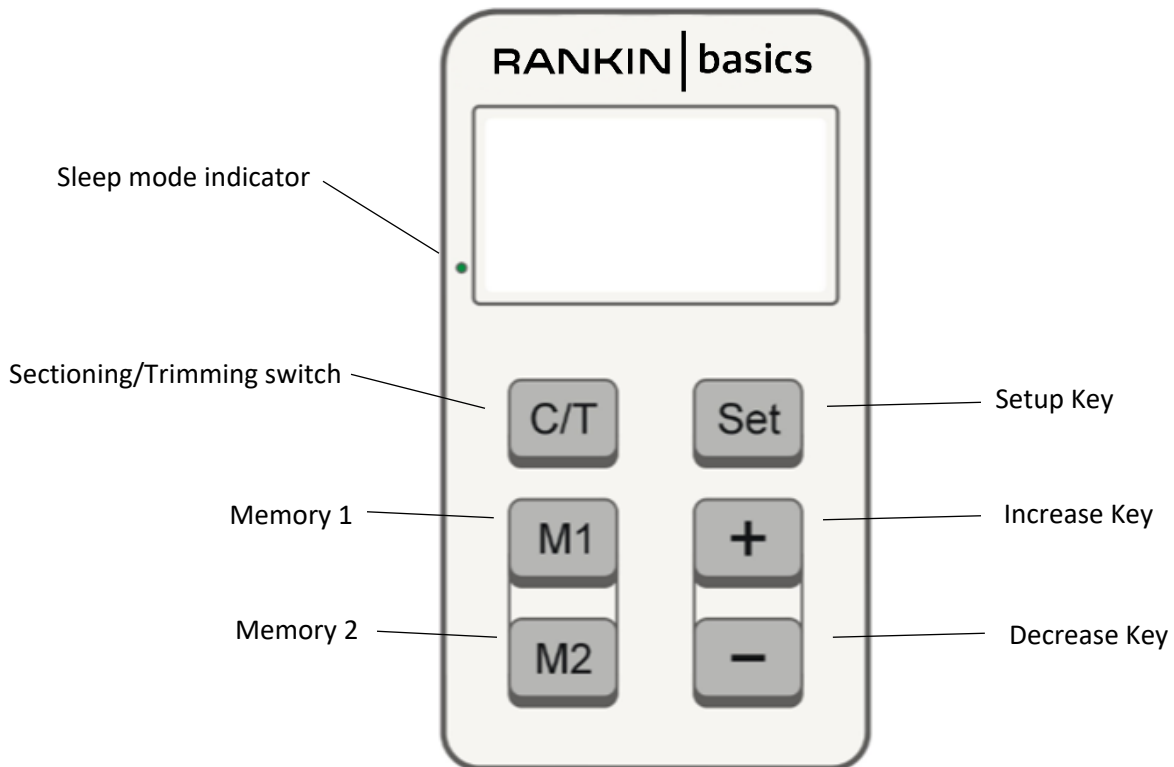 RANKIN | basics
Sleep mode indicator
Sectioning/Trimming switch
C/T
Set
Setup Key
Memory 1
M1
+
Increase Key
Memory 2
M2
−
Decrease Key